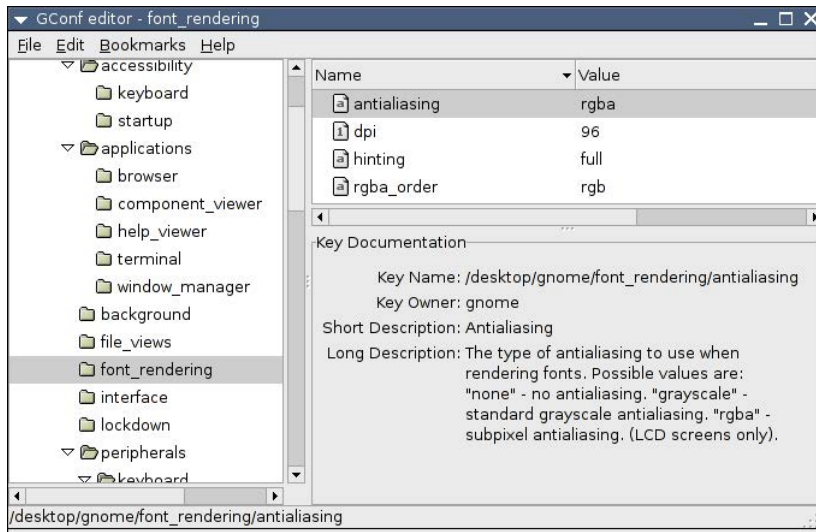 GConf editor - font_rendering
File Edit Bookmarks Help
accessibility
keyboard
startup
applications
browser
component_viewer
help_viewer
terminal
window_manager
background
file_views
font_rendering
interface
lockdown
peripherals
keyboard
Name Value
antialiasing rgba
dpi 96
hinting full
rgba_order rgb
Key Documentation
Key Name: /desktop/gnome/font_rendering/antialiasing
Key Owner: gnome
Short Description: Antialiasing
Long Description: The type of antialiasing to use when
rendering fonts. Possible values are:
"none" - no antialiasing. "grayscale" -
standard grayscale antialiasing. "rgba" -
subpixel antialiasing. (LCD screens only).
/desktop/gnome/font_rendering/antialiasing